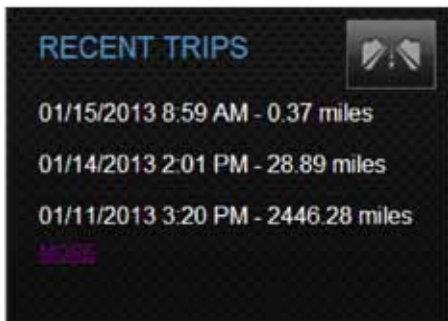 RECENT TRIPS
01/15/2013 8:59 AM - 0.37 miles
01/14/2013 2:01 PM - 28.89 miles
01/11/2013 3:20 PM - 2446.28 miles
MORE